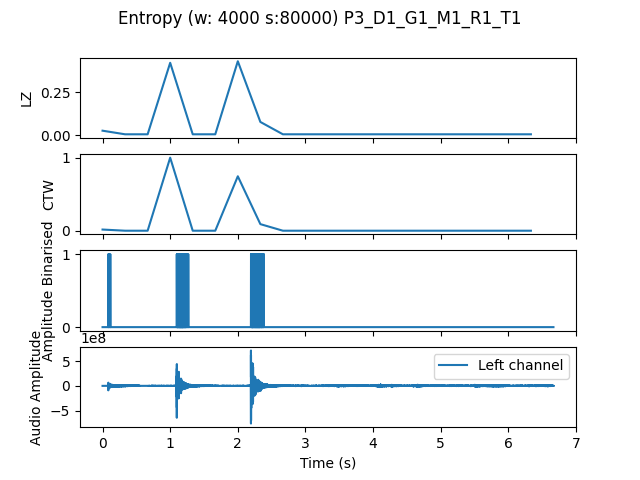 Entropy (w: 4000 s:80000) P3_D1_G1_M1_R1_T1
LZ
0.25
0.00
CTW
1
0
Amplitude Binarised
1
0
1e8
Audio Amplitude
5
0
−5
Left channel
0 1 2 3 4 5 6 7
Time (s)